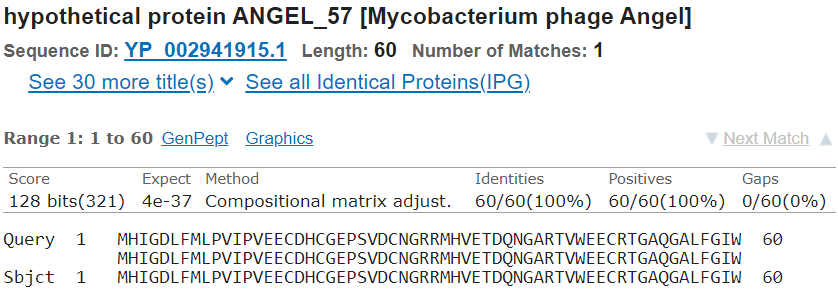 hypothetical protein ANGEL_57 [Mycobacterium phage Angel]
Sequence ID: YP_002941915.1 Length: 60 Number of Matches: 1
See 30 more title(s) See all Identical Proteins(IPG)
Range 1: 1 to 60 GenPept Graphics Next Match
Score Expect Method Identities Positives Gaps
128 bits(321) 4e-37 Compositional matrix adjust. 60/60(100%) 60/60(100%) 0/60(0%)
Query 1 MHIGDLFMLPVIPVEECDHCGEPSVDCNGRRMHVETDQNGARTVWEECRTGAQGALFGIW 60
MHIGDLFMLPVIPVEECDHCGEPSVDCNGRRMHVETDQNGARTVWEECRTGAQGALFGIW
Sbjct 1 MHIGDLFMLPVIPVEECDHCGEPSVDCNGRRMHVETDQNGARTVWEECRTGAQGALFGIW 60